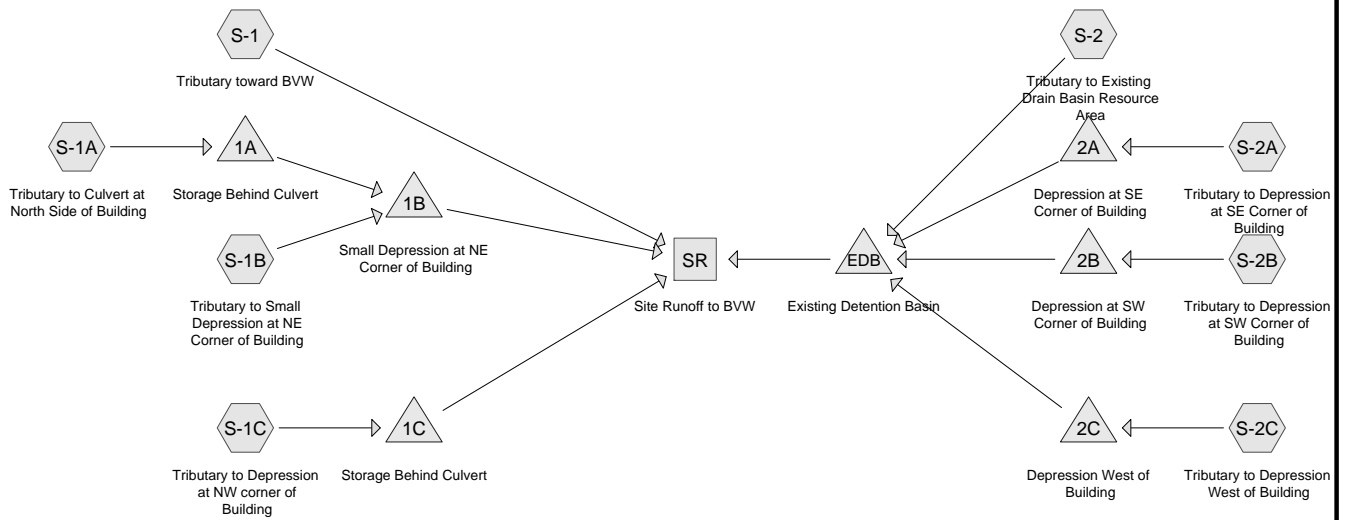 S-1
Tributary toward BVW
S-2
Tributary to Existing
Drain Basin Resource
Area
S-1A
Tributary to Culvert at
North Side of Building
1A
Storage Behind Culvert
1B
Small Depression at NE
Corner of Building
S-1B
Tributary to Small
Depression at NE
Corner of Building
SR
Site Runoff to BVW
EDB
Existing Detention Basin
2A
Depression at SE
Corner of Building
S-2A
Tributary to Depression
at SE Corner of
Building
2B
Depression at SW
Corner of Building
S-2B
Tributary to Depression
at SW Corner of
Building
S-1C
Tributary to Depression
at NW corner of
Building
1C
Storage Behind Culvert
2C
Depression West of
Building
S-2C
Tributary to Depression
West of Building